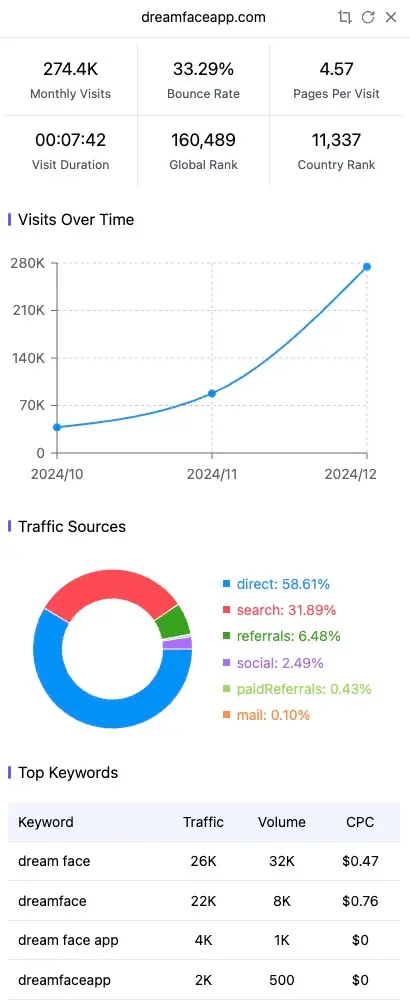 dreamfaceapp.com
274.4K 33.29% 4.57
Monthly Visits Bounce Rate Pages Per Visit
00:07:42 160,489 11,337
Visit Duration Global Rank Country Rank
Visits Over Time
280K
210K
140K
70K
0
2024/10 2024/11 2024/12
Traffic Sources
direct: 58.61%
search: 31.89%
referrals: 6.48%
social: 2.49%
paidReferrals: 0.43%
mail: 0.10%
Top Keywords
Keyword Traffic Volume CPC
dream face 26K 32K $0.47
dreamface 22K 8K $0.76
dream face app 4K 1K $0
dreamfaceapp 2K 500 $0